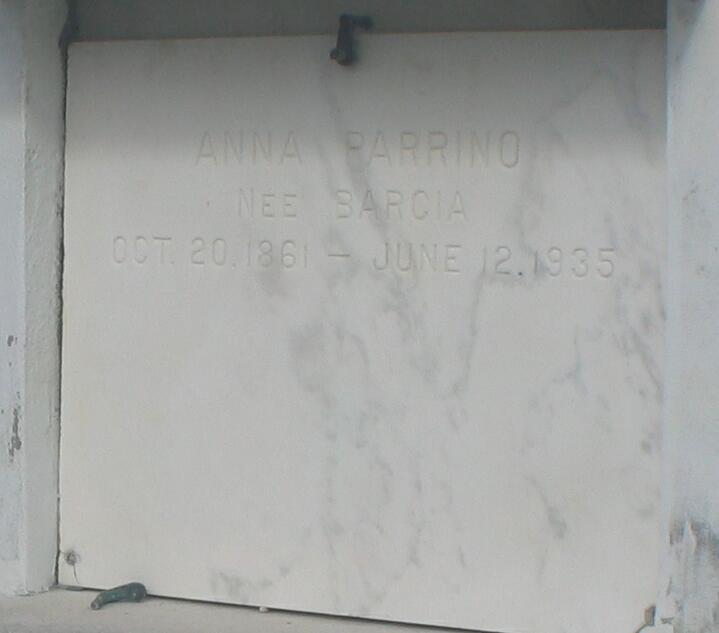 ANNA PARRINO
NEE BARCIA
OCT. 20, 1861 – JUNE 12, 1935